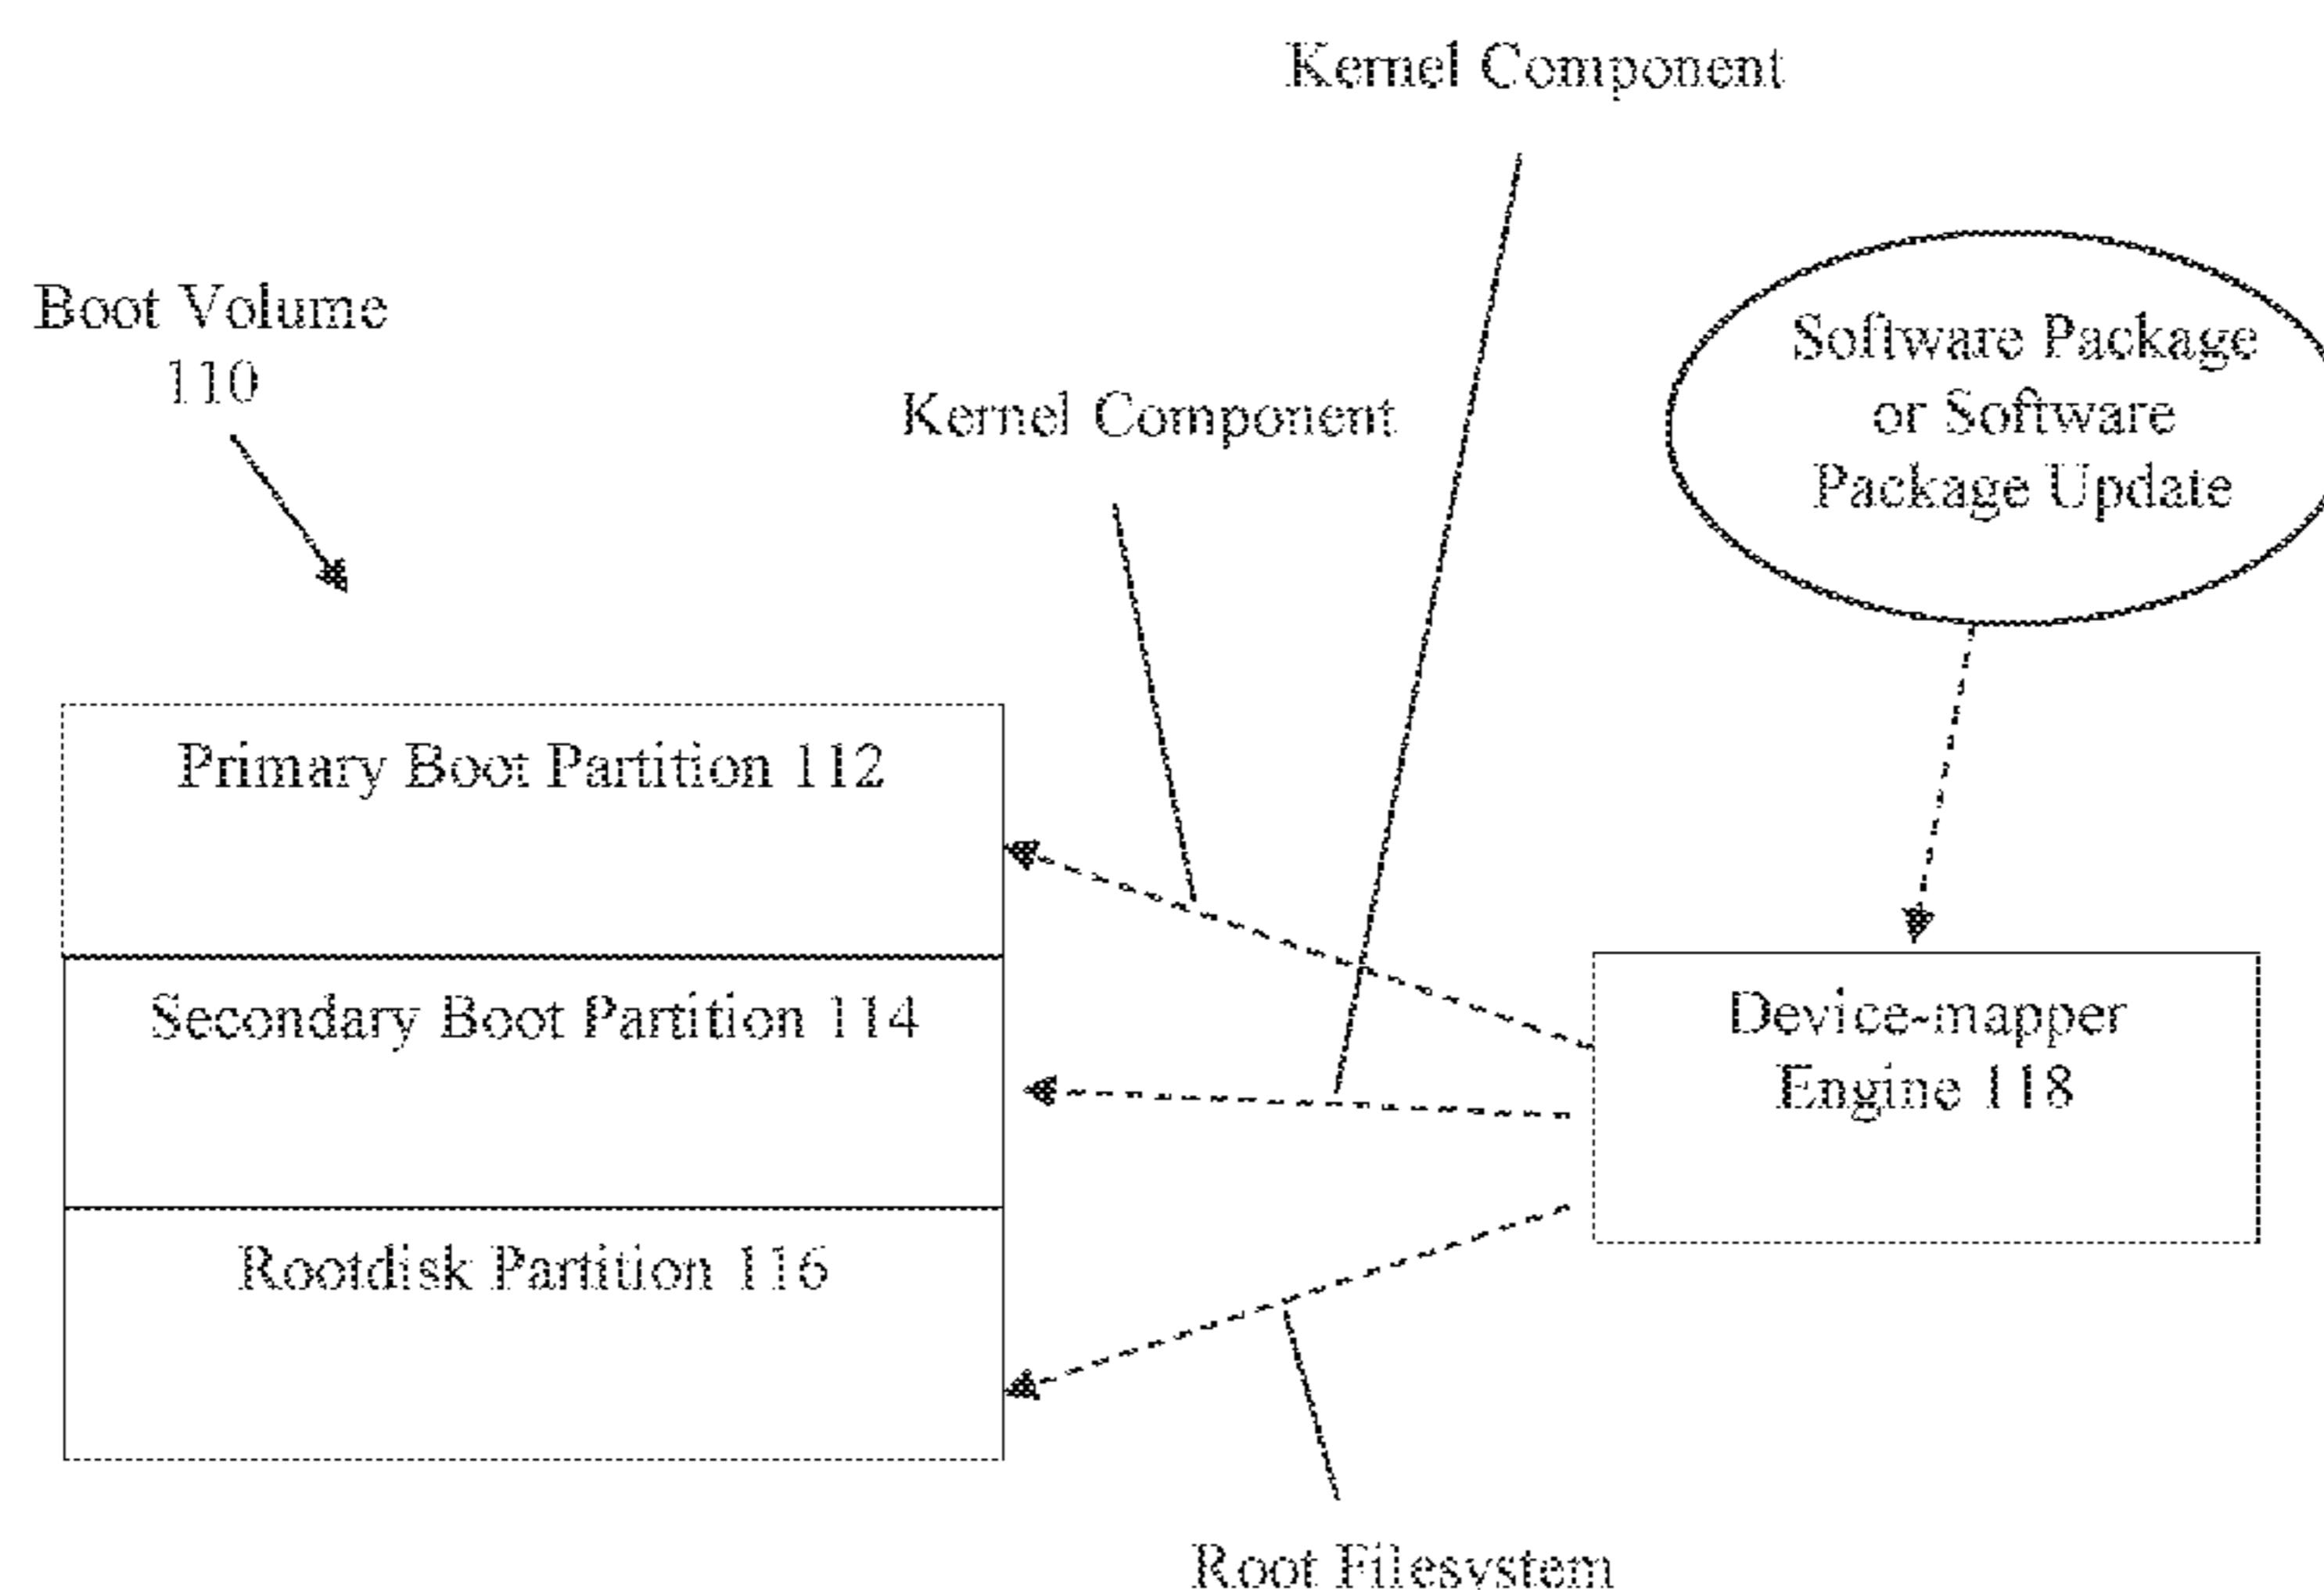 Kernel Component
Boot Volume
110
Kernel Component
Software Package
or Software
Package Update
Primary Boot Partition 112
Secondary Boot Partition 114
Rootdisk Partition 116
Device-mapper
Engine 118
Root Filesystem